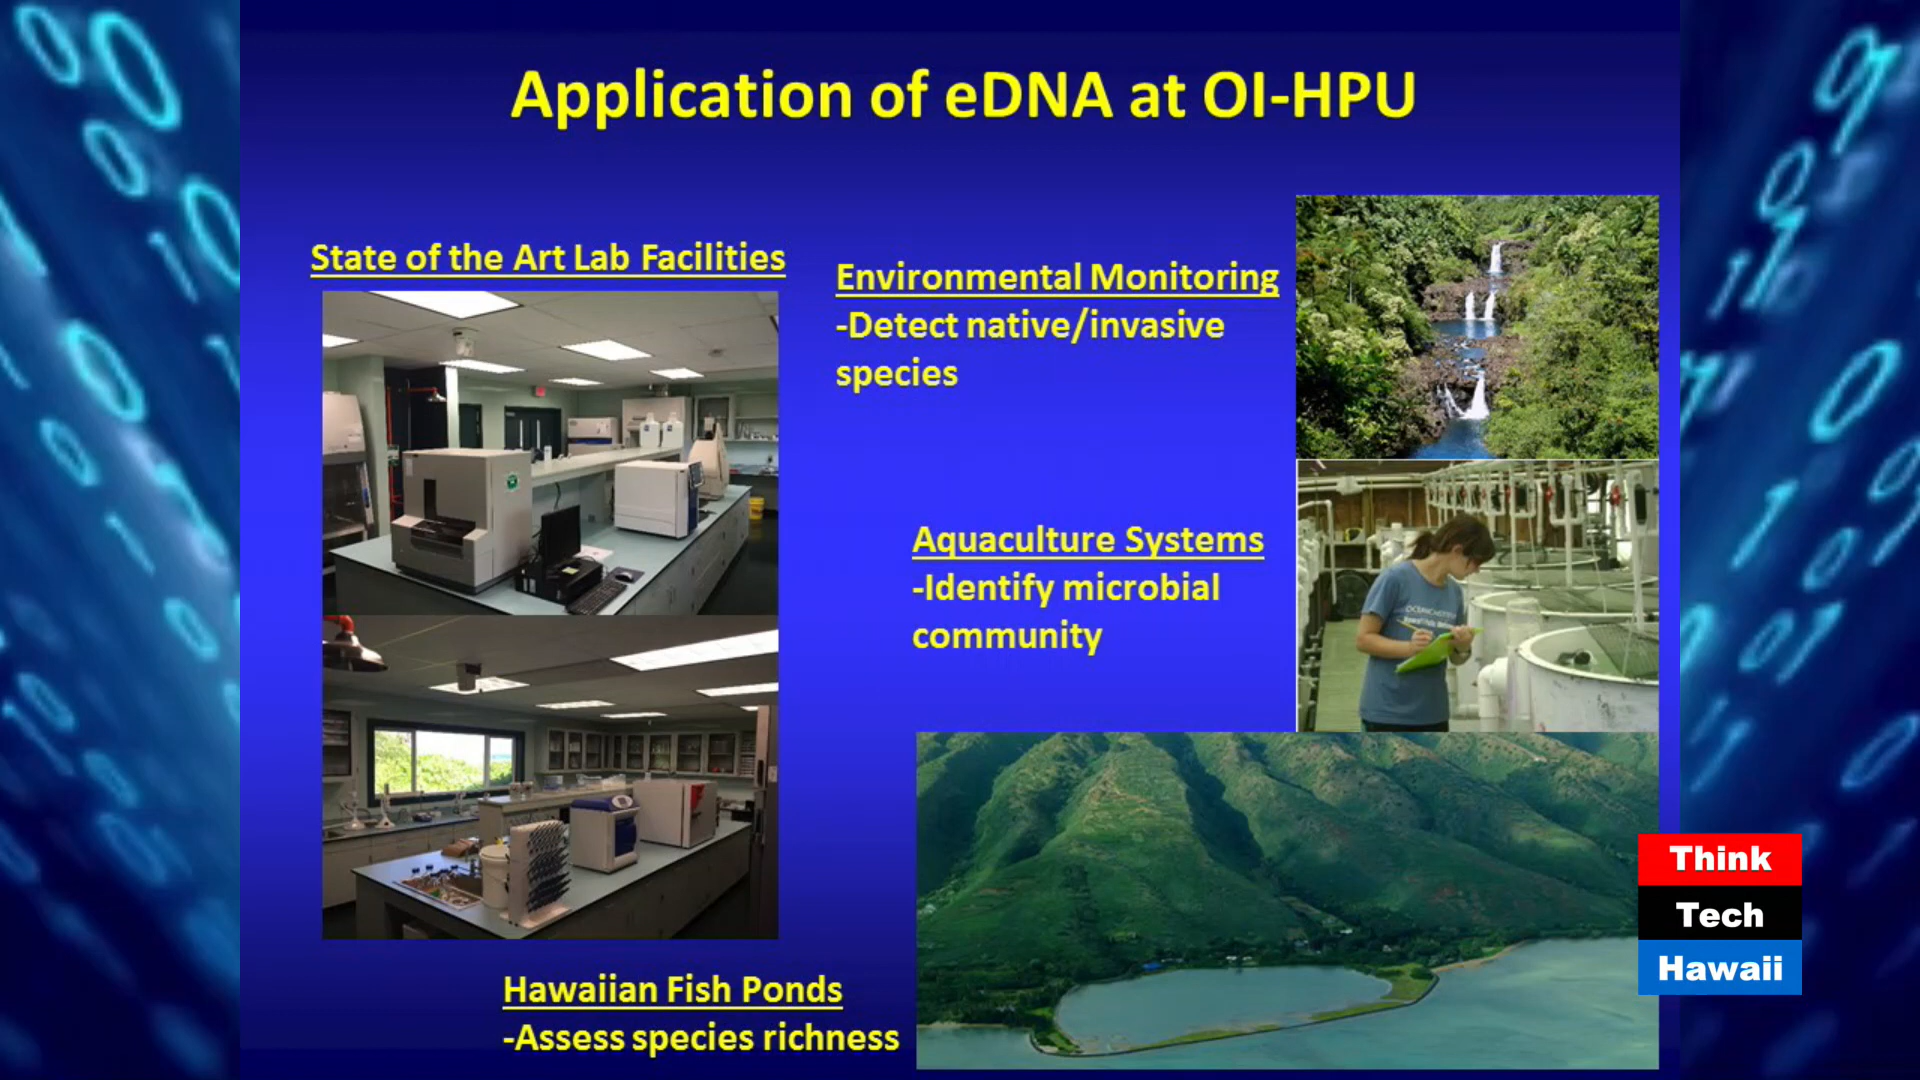 Application of eDNA at OI-HPU
State of the Art Lab Facilities
Environmental Monitoring
-Detect native/invasive
species
Aquaculture Systems
-Identify microbial
community
Hawaiian Fish Ponds
-Assess species richness
Think
Tech
Hawaii